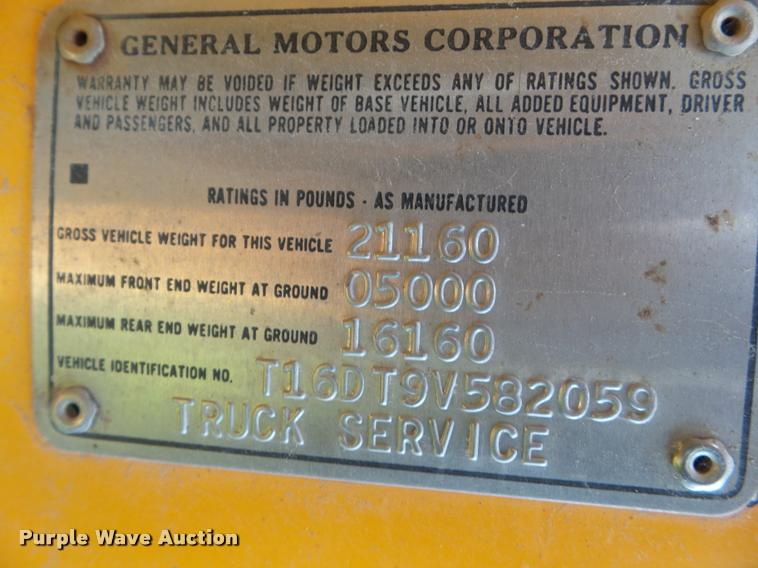 GENERAL MOTORS CORPORATION
WARRANTY MAY BE VOIDED IF WEIGHT EXCEEDS ANY OF RATINGS SHOWN. GROSS
VEHICLE WEIGHT INCLUDES WEIGHT OF BASE VEHICLE, ALL ADDED EQUIPMENT, DRIVER
AND PASSENGERS, AND ALL PROPERTY LOADED INTO OR ONTO VEHICLE.
RATINGS IN POUNDS - AS MANUFACTURED
GROSS VEHICLE WEIGHT FOR THIS VEHICLE 21160
MAXIMUM FRONT END WEIGHT AT GROUND 05000
MAXIMUM REAR END WEIGHT AT GROUND 16160
VEHICLE IDENTIFICATION NO. T16DT9V582059
TRUCK SERVICE
Purple Wave Auction